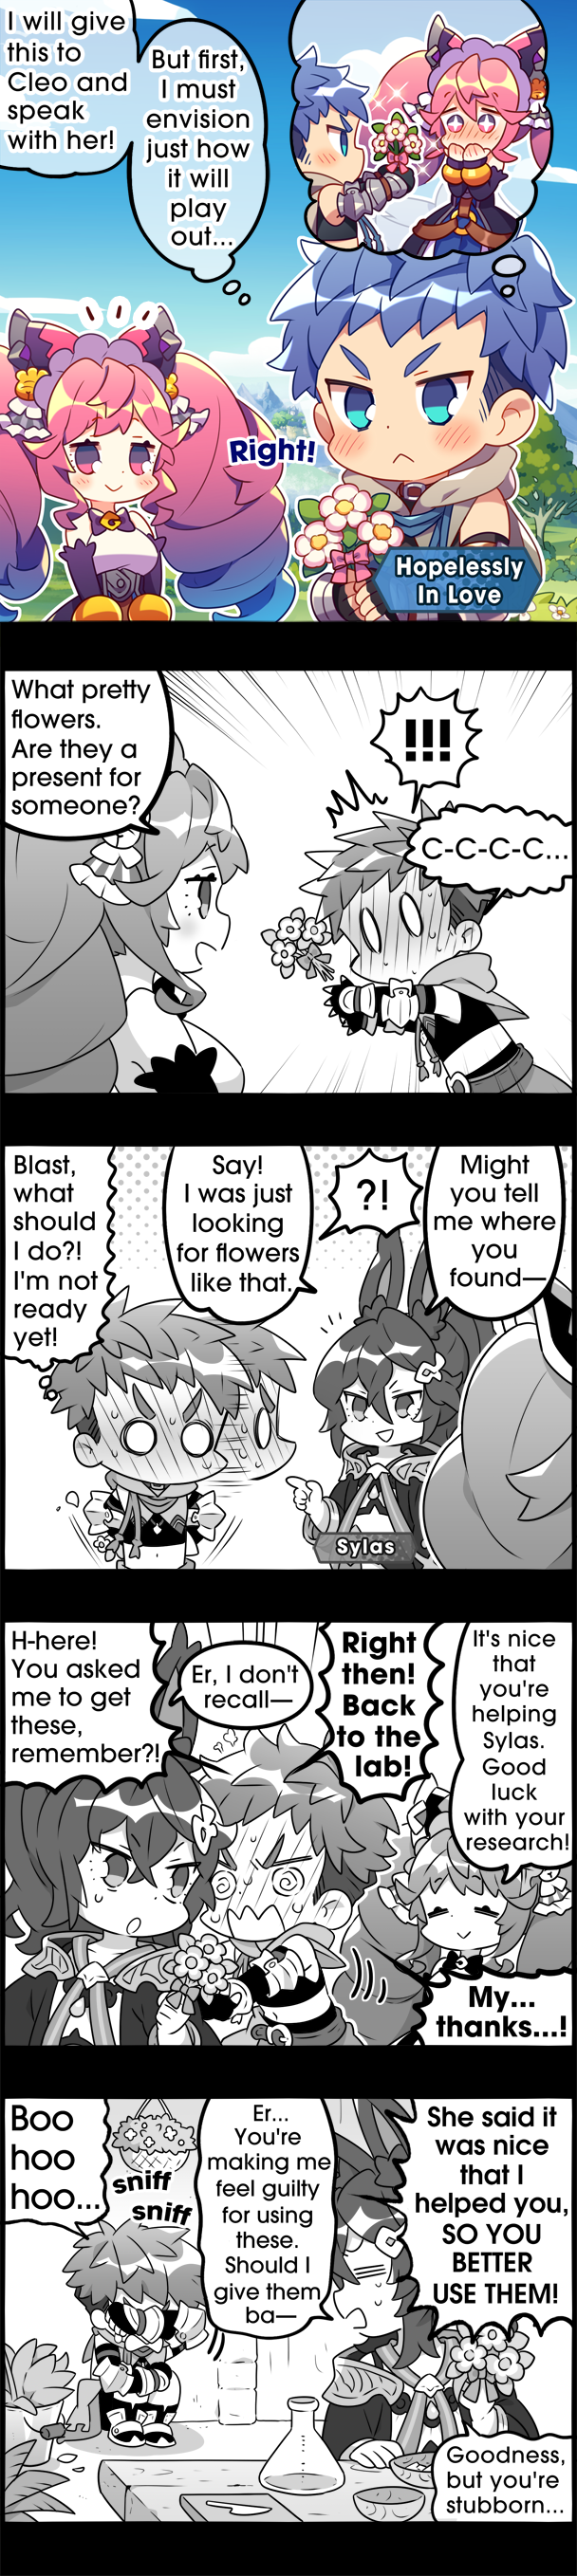 I will give
this to
Cleo and
speak
with her!
But first,
I must
envision
just how
it will
play
out...
Right!
Hopelessly
In Love
What pretty
flowers.
Are they a
present for
someone?
!!!
C-C-C-C...
Blast,
what
should
I do?!
I'm not
ready
yet!
Say!
I was just
looking
for flowers
like that.
?!
Might
you tell
me where
you
found—
Sylas
H-here!
You asked
me to get
these,
remember?!
Er, I don't
recall—
Right
then!
Back
to the
lab!
It's nice
that
you're
helping
Sylas.
Good
luck
with your
research!
My...
thanks...!
Boo
hoo
hoo...
sniff
sniff
Er...
You're
making me
feel guilty
for using
these.
Should I
give them
ba—
She said it
was nice
that I
helped you,
SO YOU
BETTER
USE THEM!
Goodness,
but you're
stubborn...